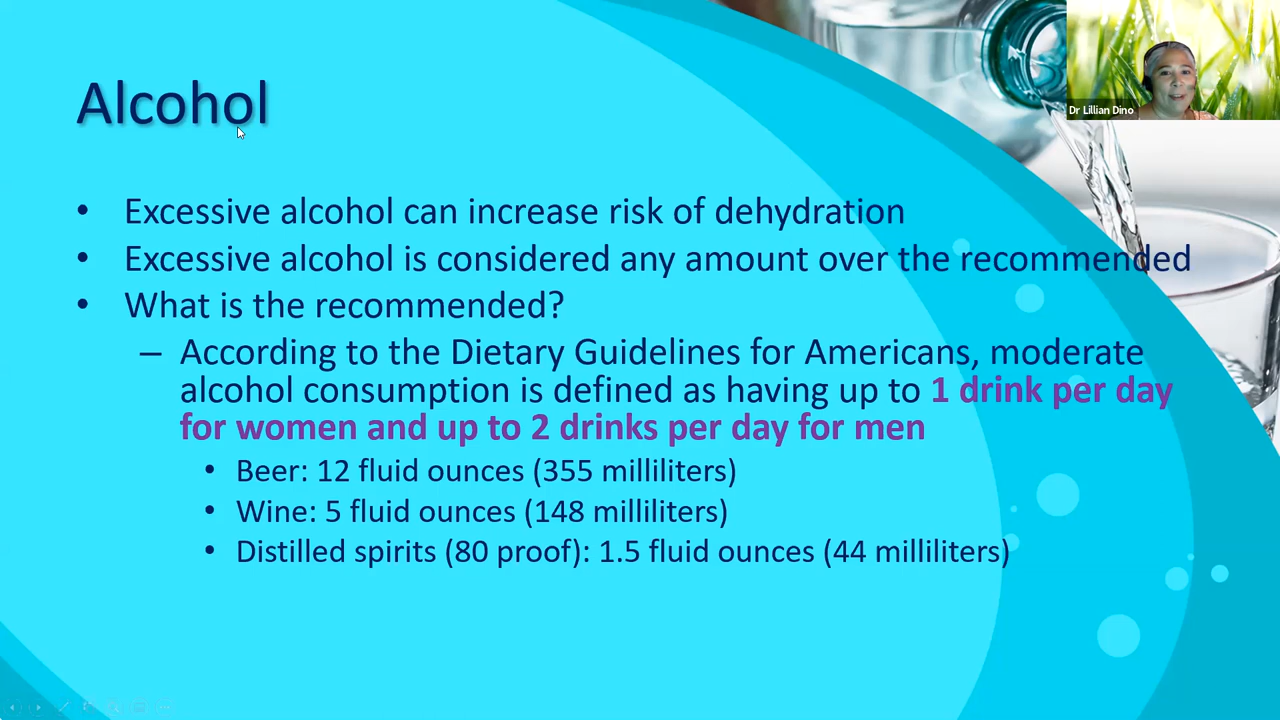 Dr Lillian Dino
Alcohol
• Excessive alcohol can increase risk of dehydration
• Excessive alcohol is considered any amount over the recommended
• What is the recommended?
– According to the Dietary Guidelines for Americans, moderate
alcohol consumption is defined as having up to 1 drink per day
for women and up to 2 drinks per day for men
• Beer: 12 fluid ounces (355 milliliters)
• Wine: 5 fluid ounces (148 milliliters)
• Distilled spirits (80 proof): 1.5 fluid ounces (44 milliliters)